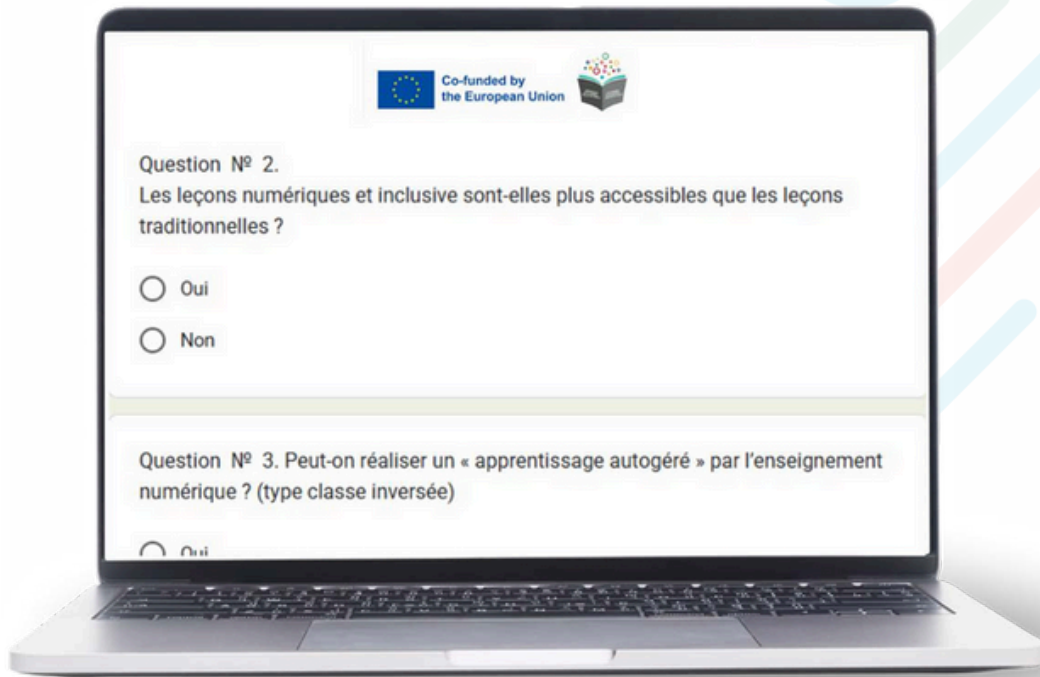 Co-funded by
the European Union
Question Nº 2.
Les leçons numériques et inclusive sont-elles plus accessibles que les leçons
traditionnelles ?
Oui
Non
Question Nº 3. Peut-on réaliser un « apprentissage autogéré » par l'enseignement
numérique ? (type classe inversée)
Oui